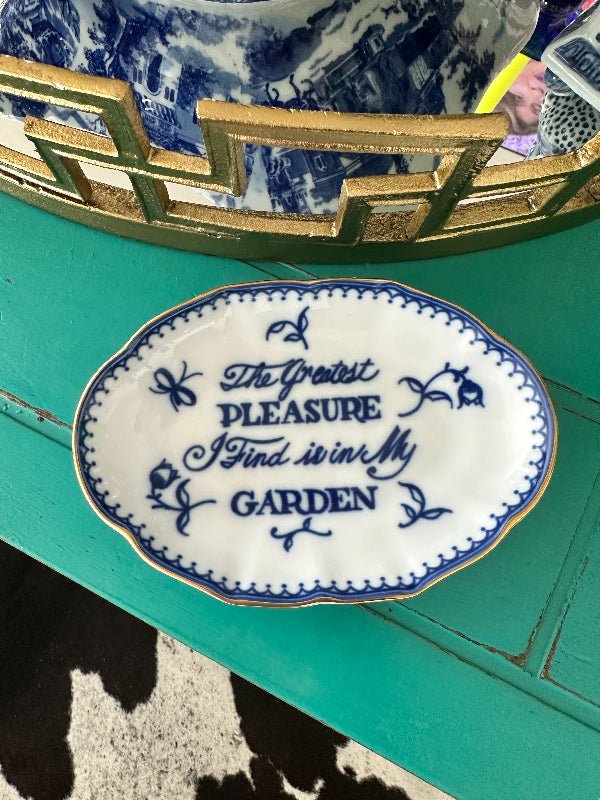 The Greatest
PLEASURE
I Find is in My
GARDEN